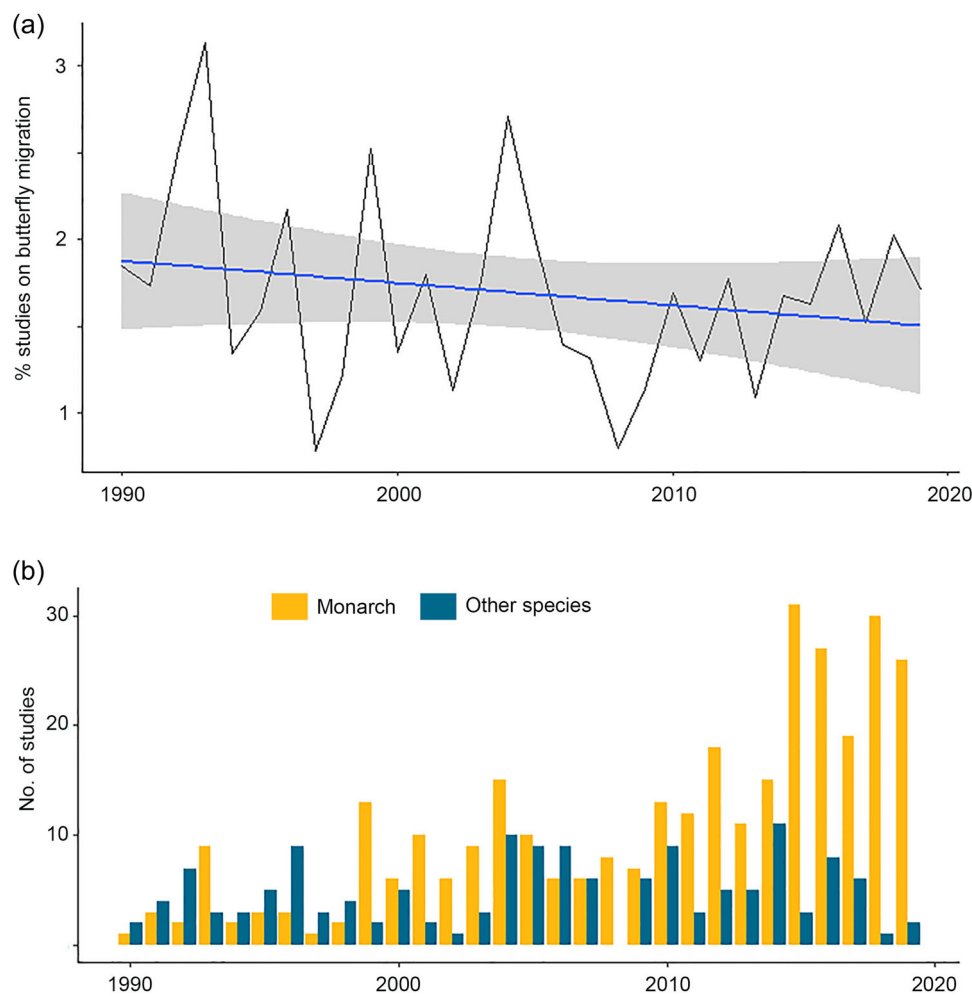 (a)
% studies on butterfly migration
3
2
1
1990 2000 2010 2020
(b)
Monarch Other species
No. of studies
30
20
10
1990 2000 2010 2020